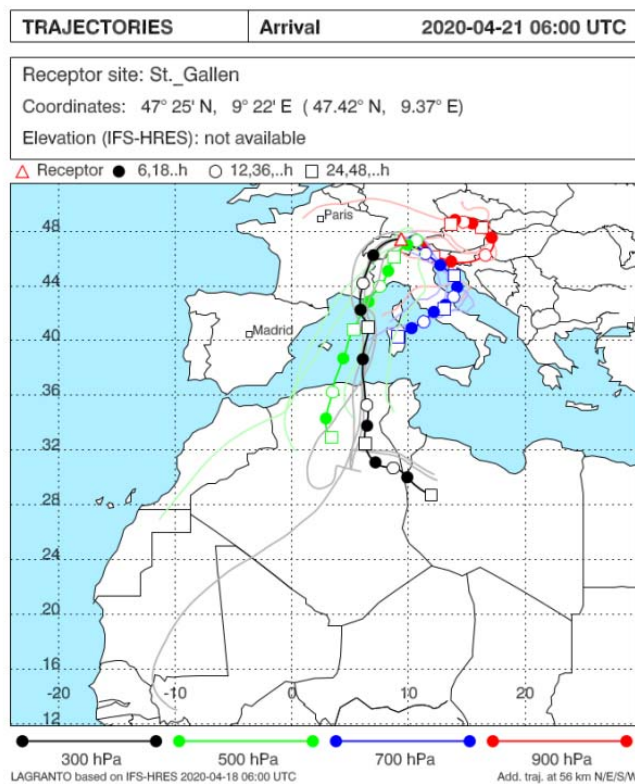 TRAJECTORIES Arrival 2020-04-21 06:00 UTC
Receptor site: St._Gallen
Coordinates: 47° 25' N, 9° 22' E ( 47.42° N, 9.37° E)
Elevation (IFS-HRES): not available
Receptor 6,18..h 12,36,..h 24,48,..h
Paris
48
44
Madrid
40
36
32
28
24
20
16
-20 -10 0 10 20
12
300 hPa 500 hPa 700 hPa 900 hPa
LAGRANTO based on IFS-HRES 2020-04-18 06:00 UTC Add. traj. at 56 km N/E/S/W